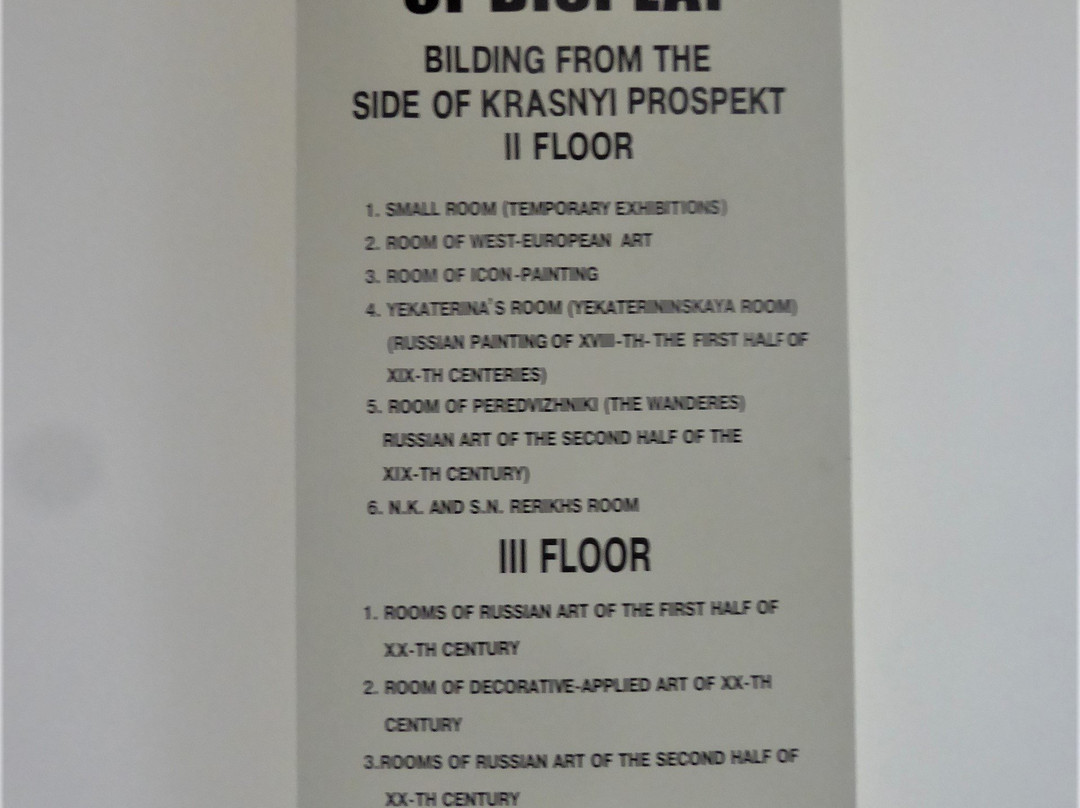 OF DISPLAY
BILDING FROM THE
SIDE OF KRASNYI PROSPEKT
II FLOOR
1. SMALL ROOM (TEMPORARY EXHIBITIONS)
2. ROOM OF WEST-EUROPEAN ART
3. ROOM OF ICON-PAINTING
4. YEKATERINA'S ROOM (YEKATERININSKAYA ROOM)
(RUSSIAN PAINTING OF XVIII-TH- THE FIRST HALF OF
XIX-TH CENTERIES)
5. ROOM OF PEREDVIZHNIKI (THE WANDERES)
RUSSIAN ART OF THE SECOND HALF OF THE
XIX-TH CENTURY)
6. N.K. AND S.N. RERIKHS ROOM
III FLOOR
1. ROOMS OF RUSSIAN ART OF THE FIRST HALF OF
XX-TH CENTURY
2. ROOM OF DECORATIVE-APPLIED ART OF XX-TH
CENTURY
3.ROOMS OF RUSSIAN ART OF THE SECOND HALF OF
XX-TH CENTURY